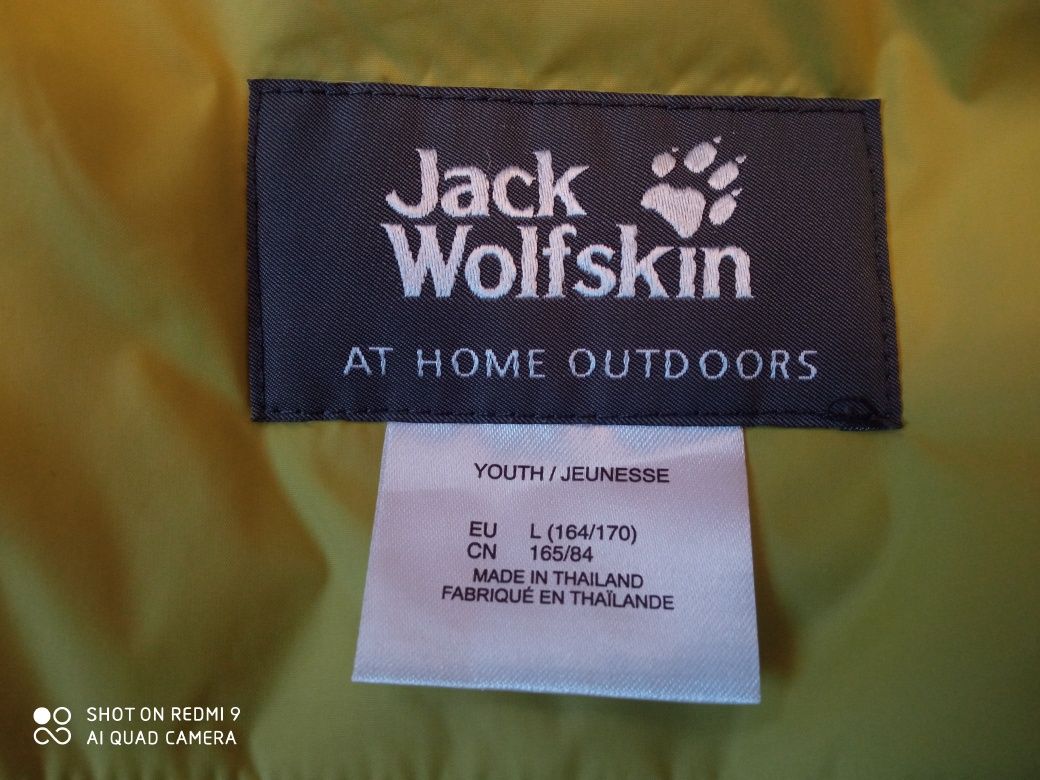 Jack
Wolfskin
AT HOME OUTDOORS
YOUTH / JEUNESSE
EU L (164/170)
CN 165/84
MADE IN THAILAND
FABRIQUÉ EN THAÏLANDE
SHOT ON REDMI 9
AI QUAD CAMERA